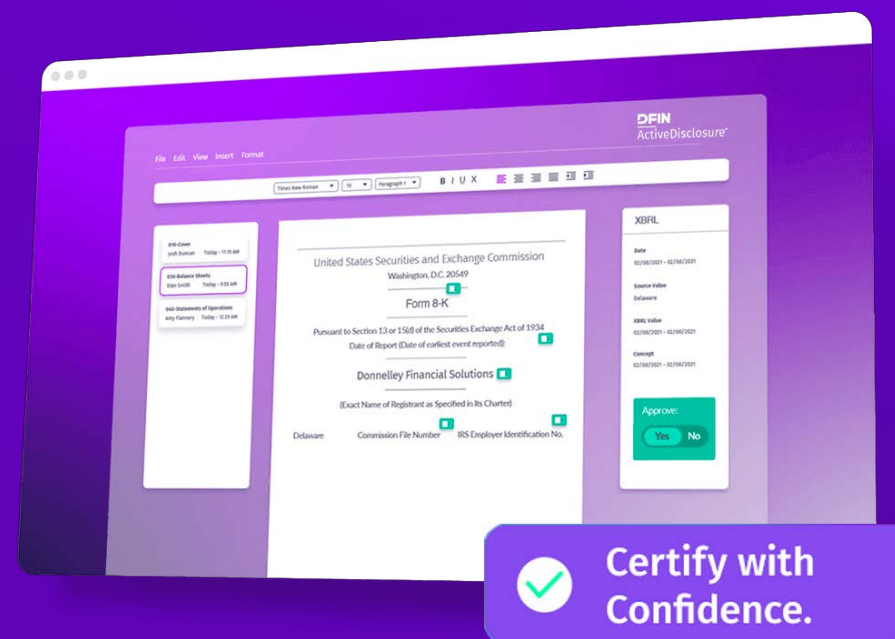 DFIN
ActiveDisclosure
File Edit View Insert Format
Times New Roman 10 Paragraph 1 B I U X
010-Cover
Josh Duncan Today - 11:10 AM
030-Balance Sheets
Stan Smith Today - 9:55 AM
040-Statements of Operations
Amy Flannery Today - 12:29 AM
United States Securities and Exchange Commission
Washington, D.C. 20549
Form 8-K
Pursuant to Section 13 or 15(d) of the Securities Exchange Act of 1934
Date of Report (Date of earliest event reported):
Donnelley Financial Solutions
(Exact Name of Registrant as Specified in Its Charter)
Delaware Commission File Number IRS Employer Identification No.
XBRL
Date
02/08/2021 - 02/08/2021
Source Value
Delaware
XBRL Value
02/08/2021 - 02/08/2021
Concept
02/08/2021 - 02/08/2021
Approve:
Yes No
Certify with
Confidence.